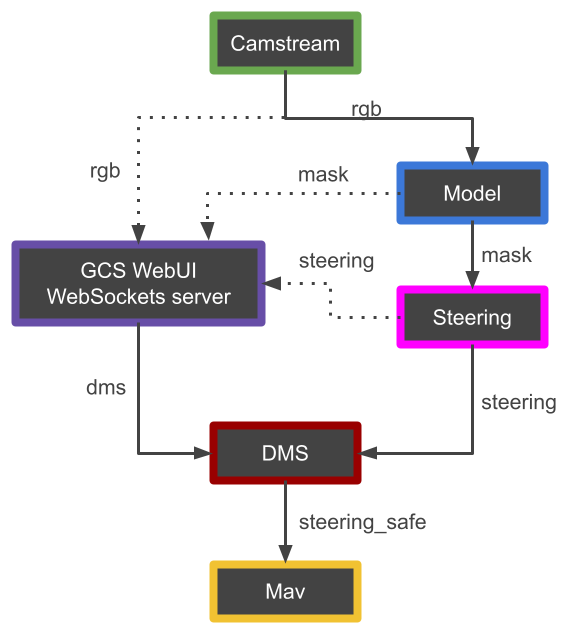 Camstream
rgb
rgb
mask
Model
mask
GCS WebUI
WebSockets server
steering
Steering
dms
steering
DMS
steering_safe
Mav